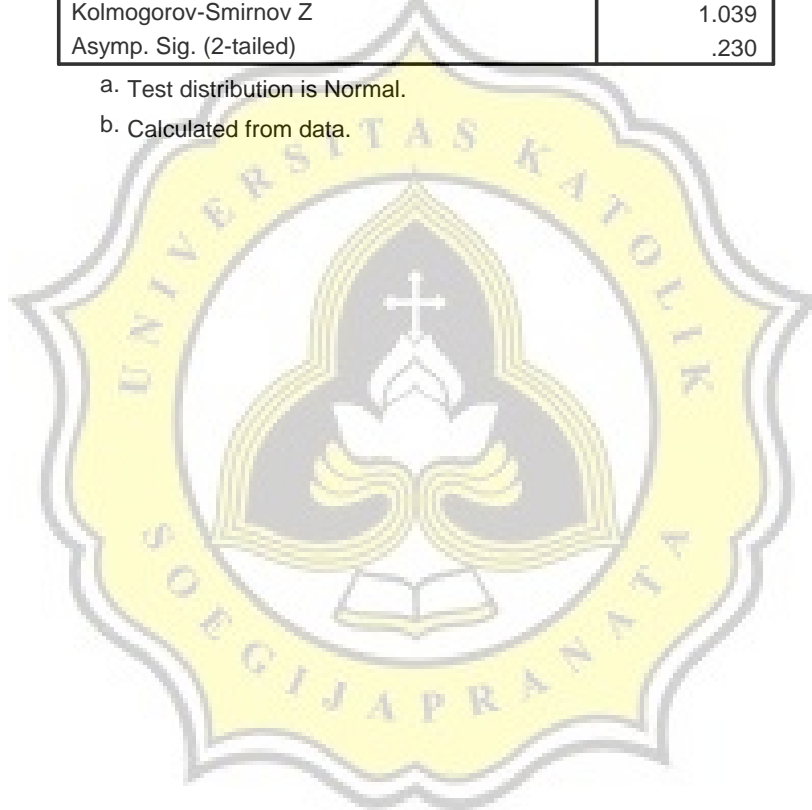 Kolmogorov-Smirnov Z 1.039
Asymp. Sig. (2-tailed) .230
a. Test distribution is Normal.
b. Calculated from data.
UNIVERSITAS KATOLIK
SOEGIJAPRANATA